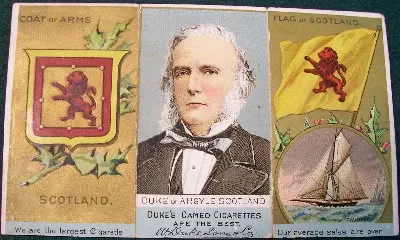 COAT OF ARMS
SCOTLAND.
We are the largest Cigarette
DUKE OF ARGYLE SCOTLAND
DUKE'S CAMEO CIGARETTES
ARE THE BEST.
W. Duke Sons & Co.
FLAG OF SCOTLAND
Our average sales are over